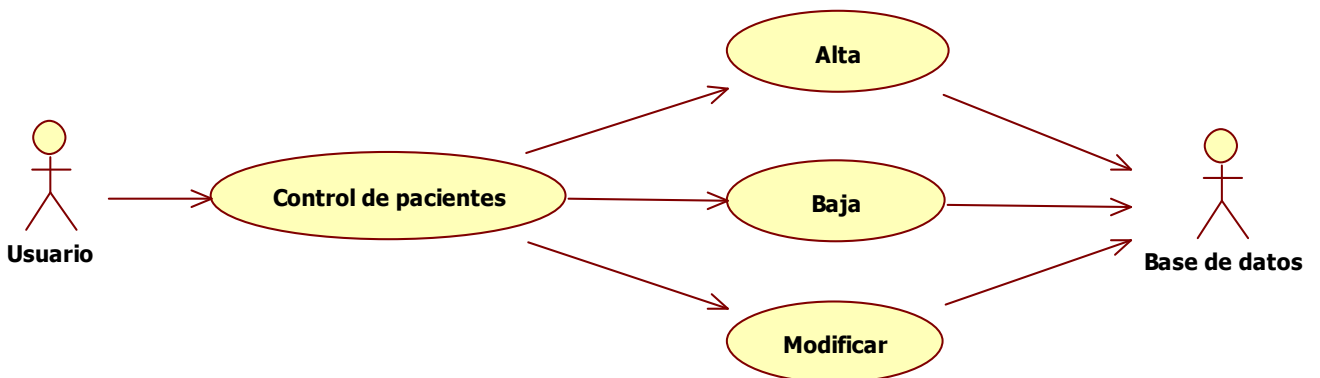 Alta
Usuario
Control de pacientes
Baja
Base de datos
Modificar